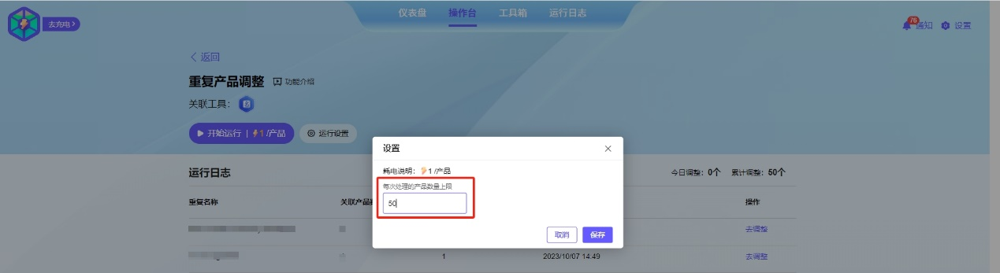 仪表盘 操作台 工具箱 运行日志
去充电
76
通知 设置
返回
重复产品调整 功能介绍
关联工具：
开始运行 | 1 /产品 运行设置
设置
耗电说明： 1 /产品
每次处理的产品数量上限
50
取消 保存
运行日志 今日调整：0个 累计调整：50个
重复名称 关联产品 操作
去调整
1 2023/10/07 14:49 去调整